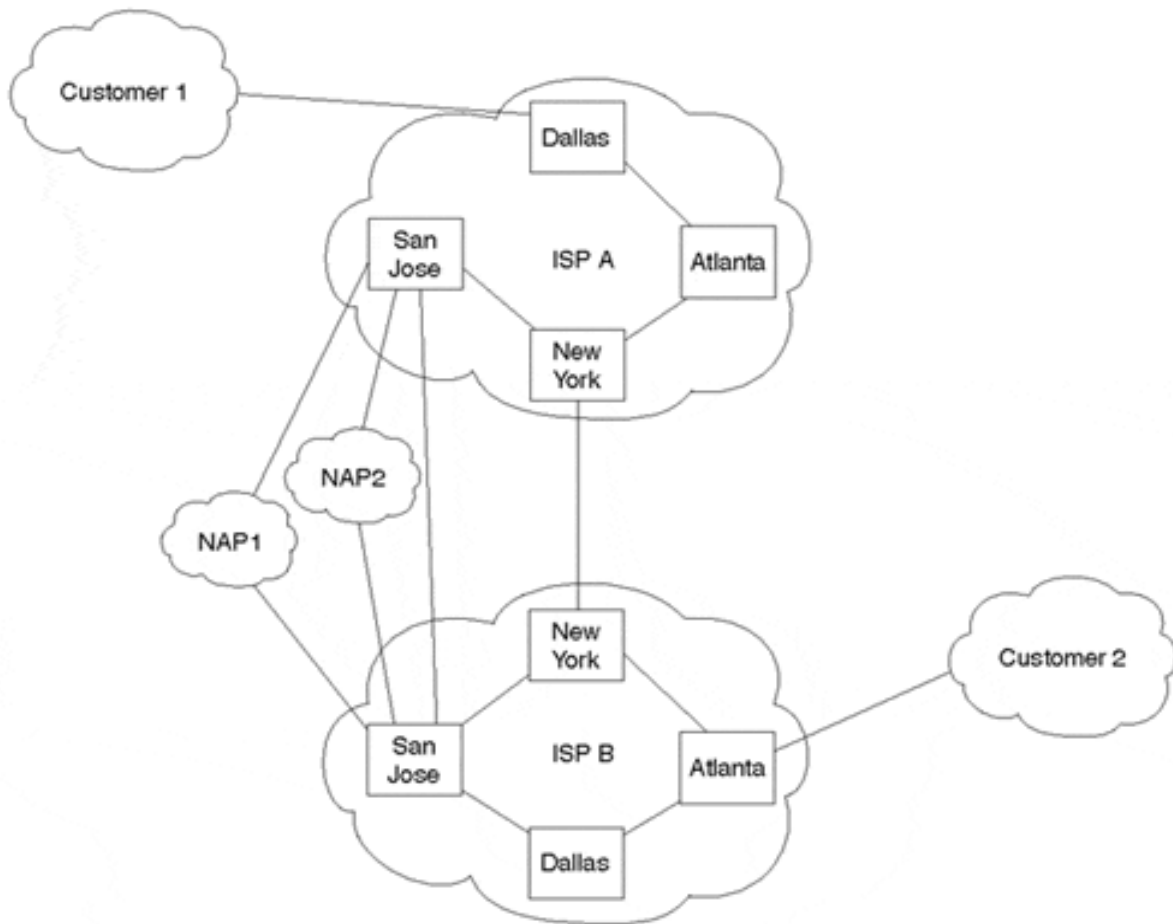 Customer 1
Dallas
San
Jose
ISP A
Atlanta
New
York
NAP2
NAP1
New
York
Customer 2
San
Jose
ISP B
Atlanta
Dallas